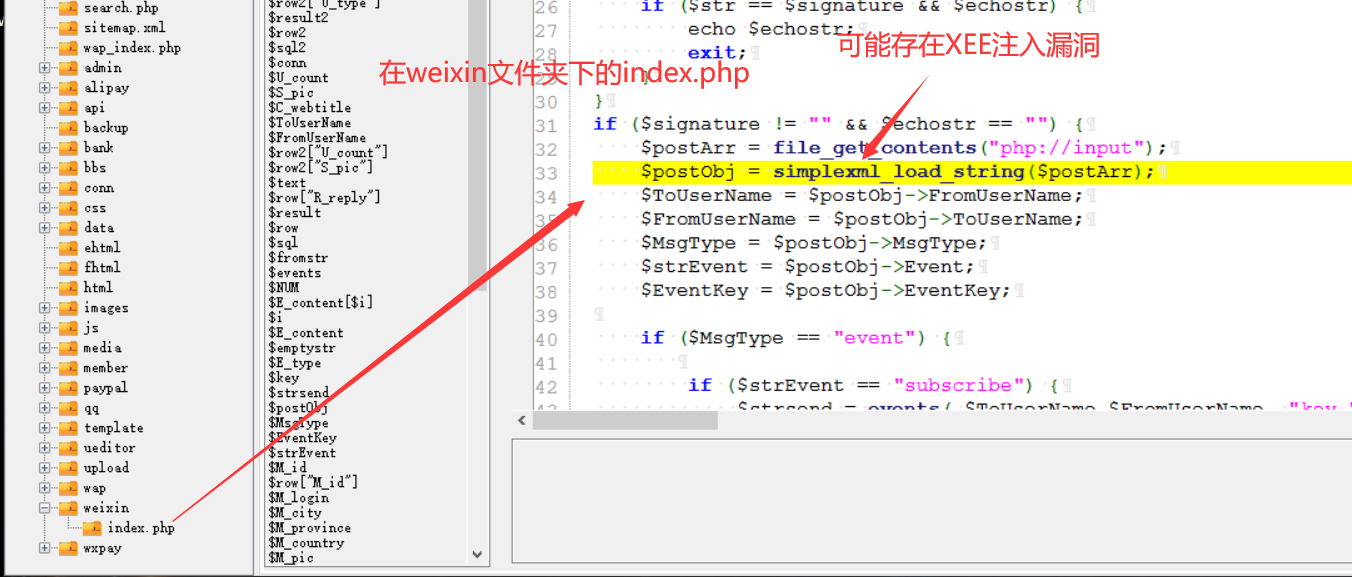 search.php
sitemap.xml
wap_index.php
admin
alipay
api
backup
bank
bbs
conn
css
data
ehtml
fhtml
html
images
js
media
member
paypal
qq
template
ueditor
upload
wap
weixin
index.php
wxpay
$row2["U_type"]
$result2
$row2
$sql2
$conn
$U_count
$S_pic
$C_webtitle
$ToUserName
$FromUserName
$row2["U_count"]
$row2["S_pic"]
$text
$row["R_reply"]
$result
$row
$sql
$fromstr
$events
$NUM
$E_content[$i]
$i
$E_content
$emptystr
$E_type
$key
$strsend
$postObj
$MsgType
$EventKey
$strEvent
$M_id
$row["M_id"]
$M_login
$M_city
$M_province
$M_country
$M_pic
在weixin文件夹下的index.php
可能存在XEE注入漏洞
26 if ($str == $signature && $echostr) {
27 echo $echostr;
28 exit;
29 }
30 }
31 if ($signature != "" && $echostr == "") {
32 $postArr = file_get_contents("php://input");
33 $postObj = simplexml_load_string($postArr);
34 $ToUserName = $postObj->FromUserName;
35 $FromUserName = $postObj->ToUserName;
36 $MsgType = $postObj->MsgType;
37 $strEvent = $postObj->Event;
38 $EventKey = $postObj->EventKey;
39
40 if ($MsgType == "event") {
41
42 if ($strEvent == "subscribe") {
$strsend = events( $ToUserName,$FromUserName, "key